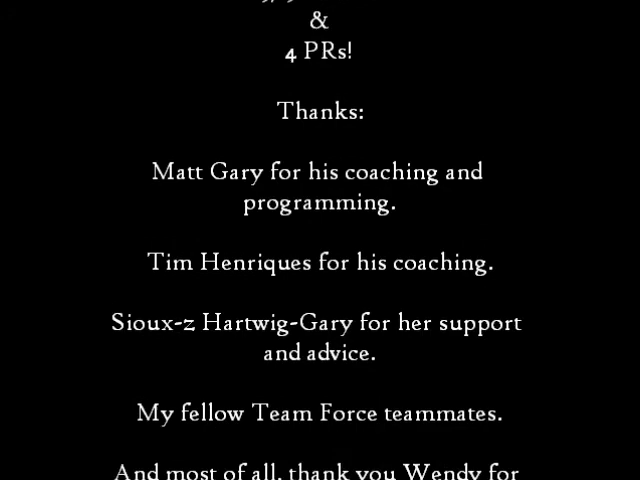 &
4 PRs!
Thanks:
Matt Gary for his coaching and
programming.
Tim Henriques for his coaching.
Sioux-z Hartwig-Gary for her support
and advice.
My fellow Team Force teammates.
And most of all, thank you Wendy for